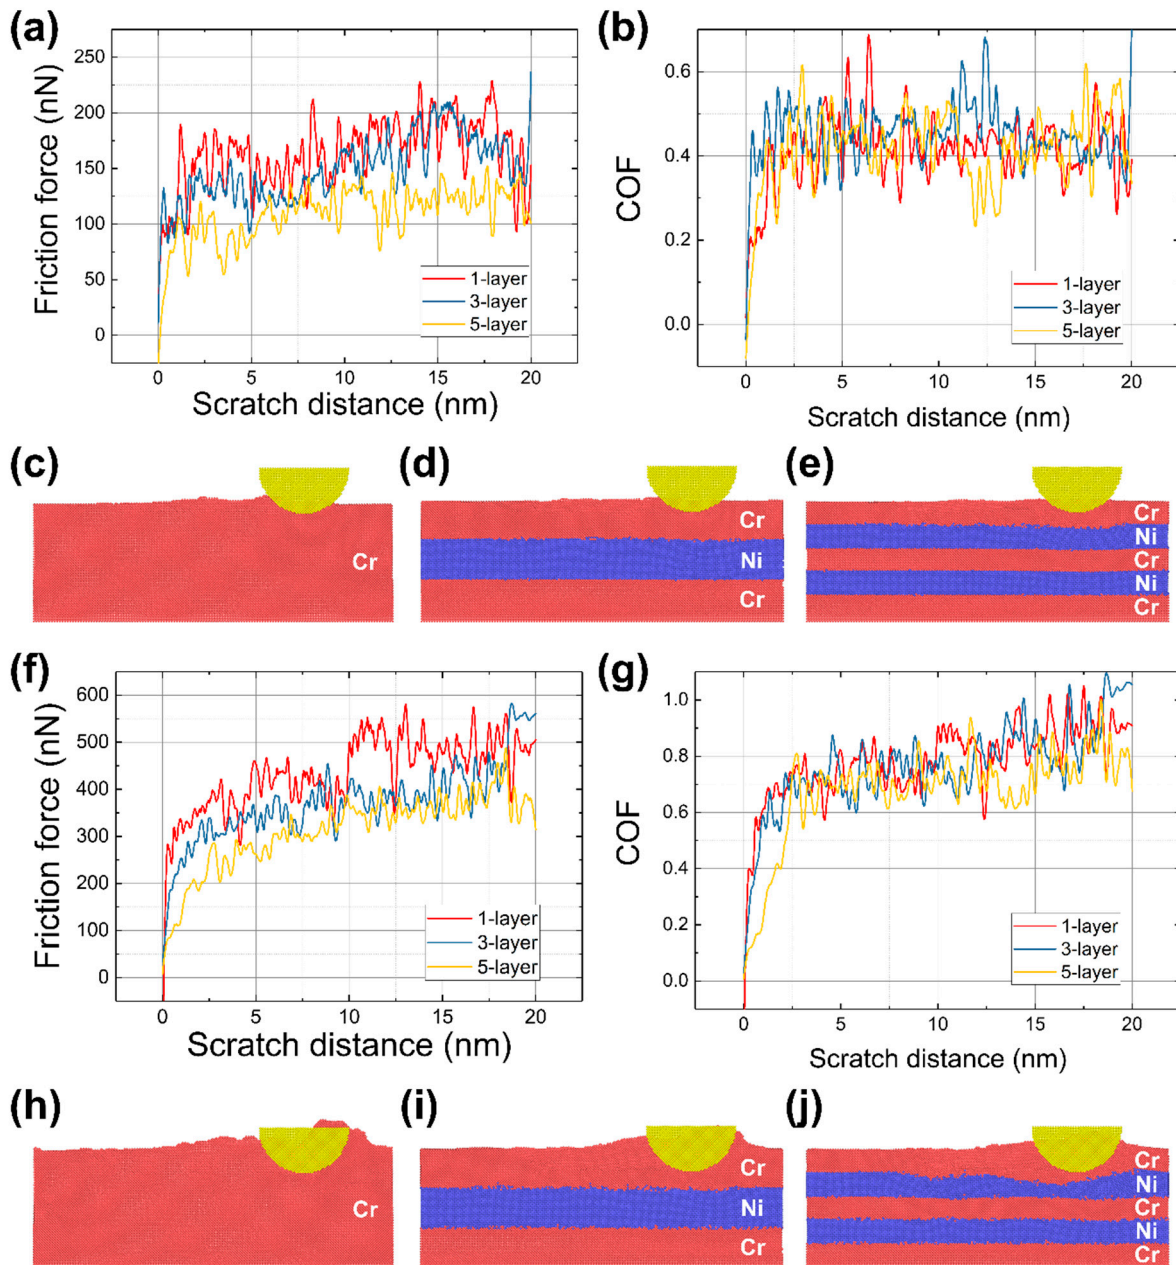 (a)
250
200
150
100
50
0
Friction force (nN)
1-layer
3-layer
5-layer
0 5 10 15 20
Scratch distance (nm)
(b)
0.6
0.4
0.2
0.0
COF
1-layer
3-layer
5-layer
0 5 10 15 20
Scratch distance (nm)
(c)
Cr
(d)
Cr
Ni
Cr
(e)
Cr
Ni
Cr
Ni
Cr
(f)
600
500
400
300
200
100
0
Friction force (nN)
1-layer
3-layer
5-layer
0 5 10 15 20
Scratch distance (nm)
(g)
1.0
0.8
0.6
0.4
0.2
0.0
COF
1-layer
3-layer
5-layer
0 5 10 15 20
Scratch distance (nm)
(h)
Cr
(i)
Cr
Ni
Cr
(j)
Cr
Ni
Cr
Ni
Cr